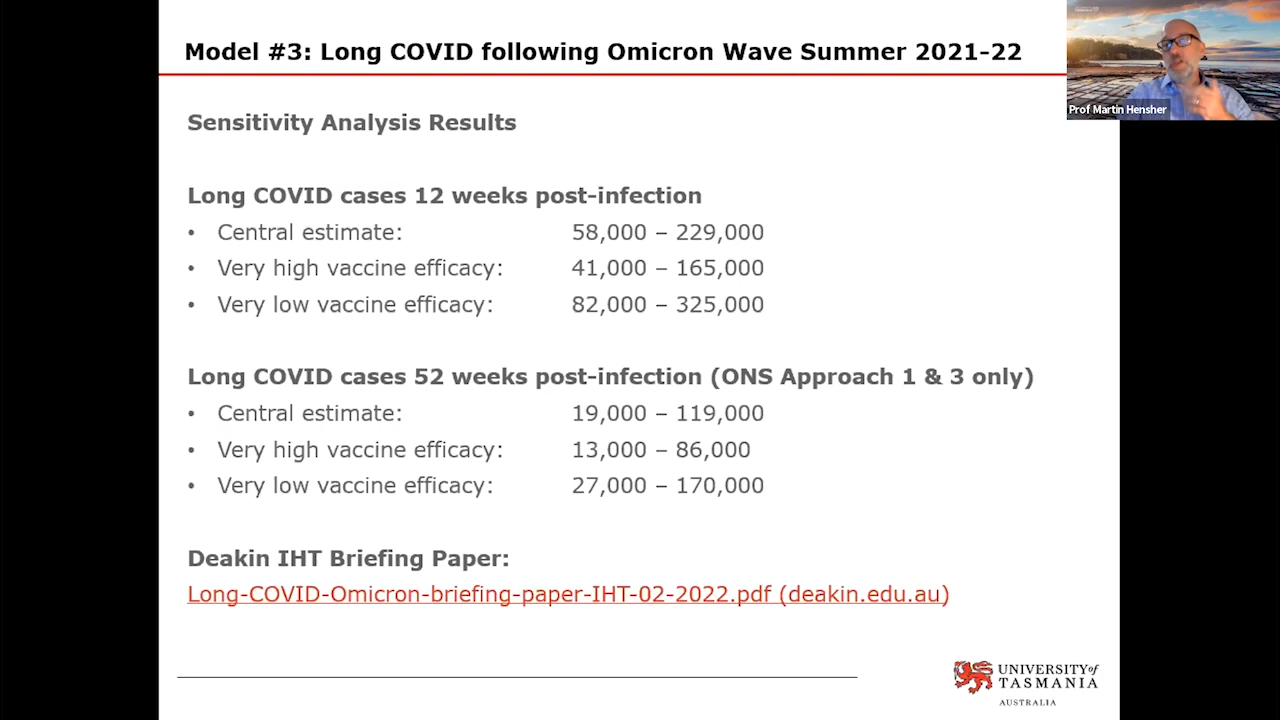 Model #3: Long COVID following Omicron Wave Summer 2021-22
Prof Martin Hensher
Sensitivity Analysis Results
Long COVID cases 12 weeks post-infection
• Central estimate: 58,000 – 229,000
• Very high vaccine efficacy: 41,000 – 165,000
• Very low vaccine efficacy: 82,000 – 325,000
Long COVID cases 52 weeks post-infection (ONS Approach 1 & 3 only)
• Central estimate: 19,000 – 119,000
• Very high vaccine efficacy: 13,000 – 86,000
• Very low vaccine efficacy: 27,000 – 170,000
Deakin IHT Briefing Paper:
Long-COVID-Omicron-briefing-paper-IHT-02-2022.pdf (deakin.edu.au)
UNIVERSITY of
TASMANIA
AUSTRALIA